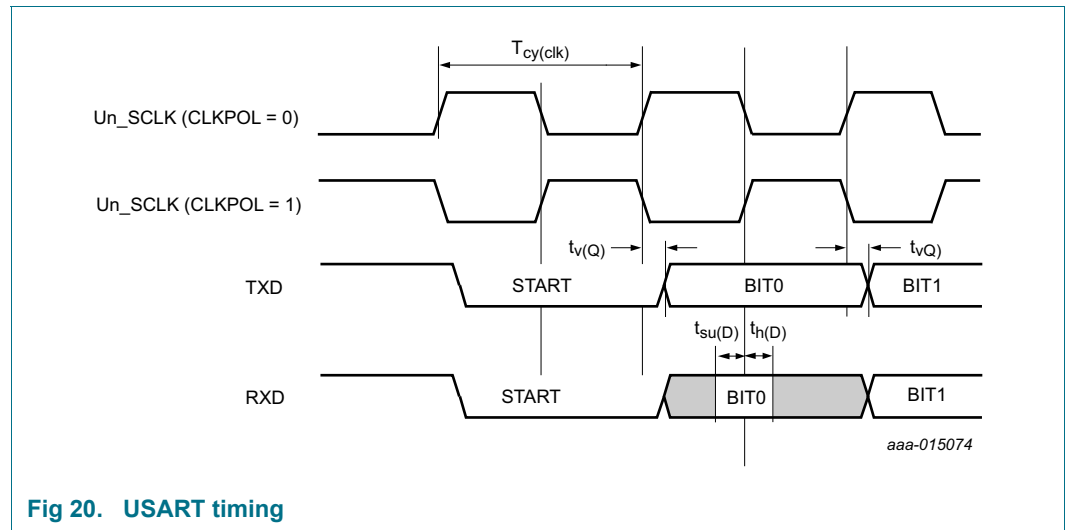 Tcy(clk)
Un_SCLK (CLKPOL = 0)
Un_SCLK (CLKPOL = 1)
tv(Q)
tvQ)
TXD
START
BIT0
BIT1
tsu(D)
th(D)
RXD
START
BIT0
BIT1
aaa-015074
Fig 20. USART timing